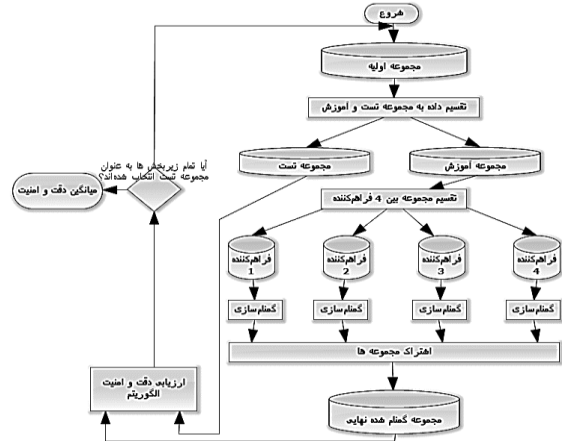 شروع
مجموعه اولیه
تقسیم داده به مجموعه تست و آموزش
مجموعه آموزش
مجموعه تست
آیا تمام زیربخش ها به عنوان
مجموعه تست انتخاب شده‌اند؟
میانگین دقت و امنیت
تقسیم مجموعه بین 4 فراهم‌کننده
فراهم‌کننده
1
فراهم‌کننده
2
فراهم‌کننده
3
فراهم‌کننده
4
گمنام‌سازی
گمنام‌سازی
گمنام‌سازی
گمنام‌سازی
اشتراک مجموعه ها
ارزیابی دقت و امنیت
الگوریتم
مجموعه گمنام شده نهایی